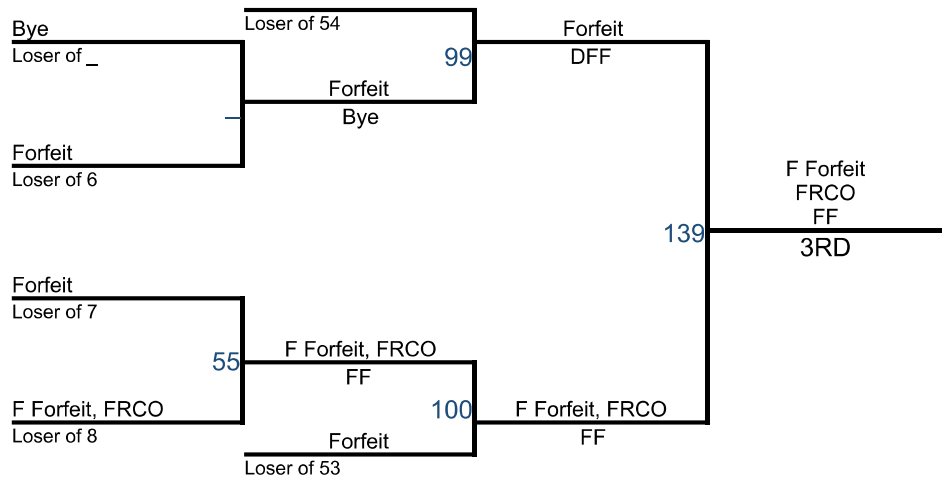 Bye
Loser of _
Loser of 54
99
Forfeit
DFF
Forfeit
Bye
_
Forfeit
Loser of 6
F Forfeit
FRCO
FF
3RD
139
Forfeit
Loser of 7
55
F Forfeit, FRCO
FF
F Forfeit, FRCO
Loser of 8
100
F Forfeit, FRCO
FF
Forfeit
Loser of 53